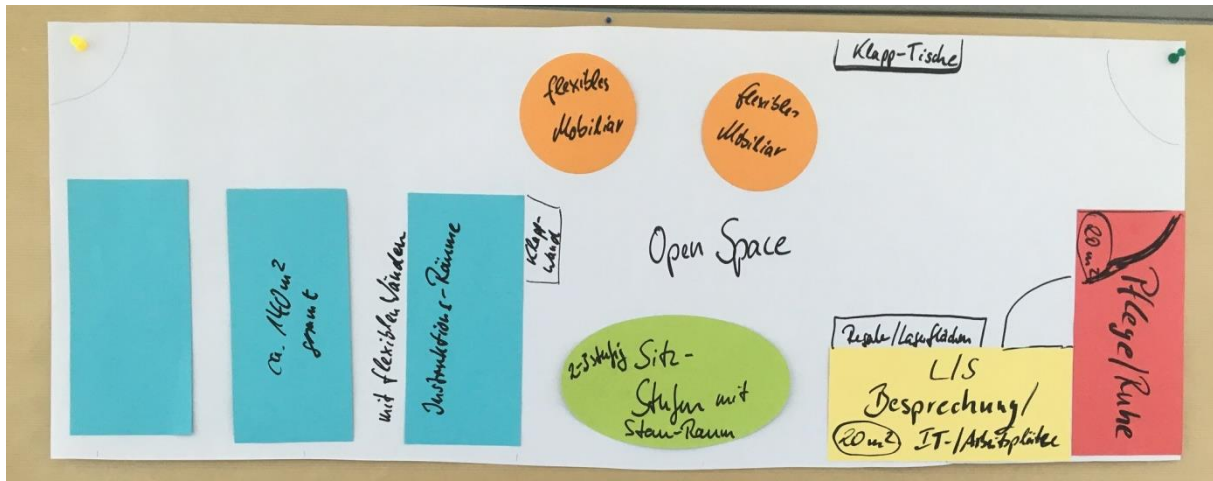 Klapp-Tische
flexibles
Mobiliar
flexibles
Mobiliar
ca. 140 m²
gesamt
mit flexiblen Wänden
Instruktions-Räume
Klapp-
wand
Open Space
2-3stufig Sitz-
Stufen mit
Stau-Raum
Regale/Lagerflächen
L/S
Besprechung/
20 m² IT-/Arbeitsplätze
20 m²
Pflege/Ruhe